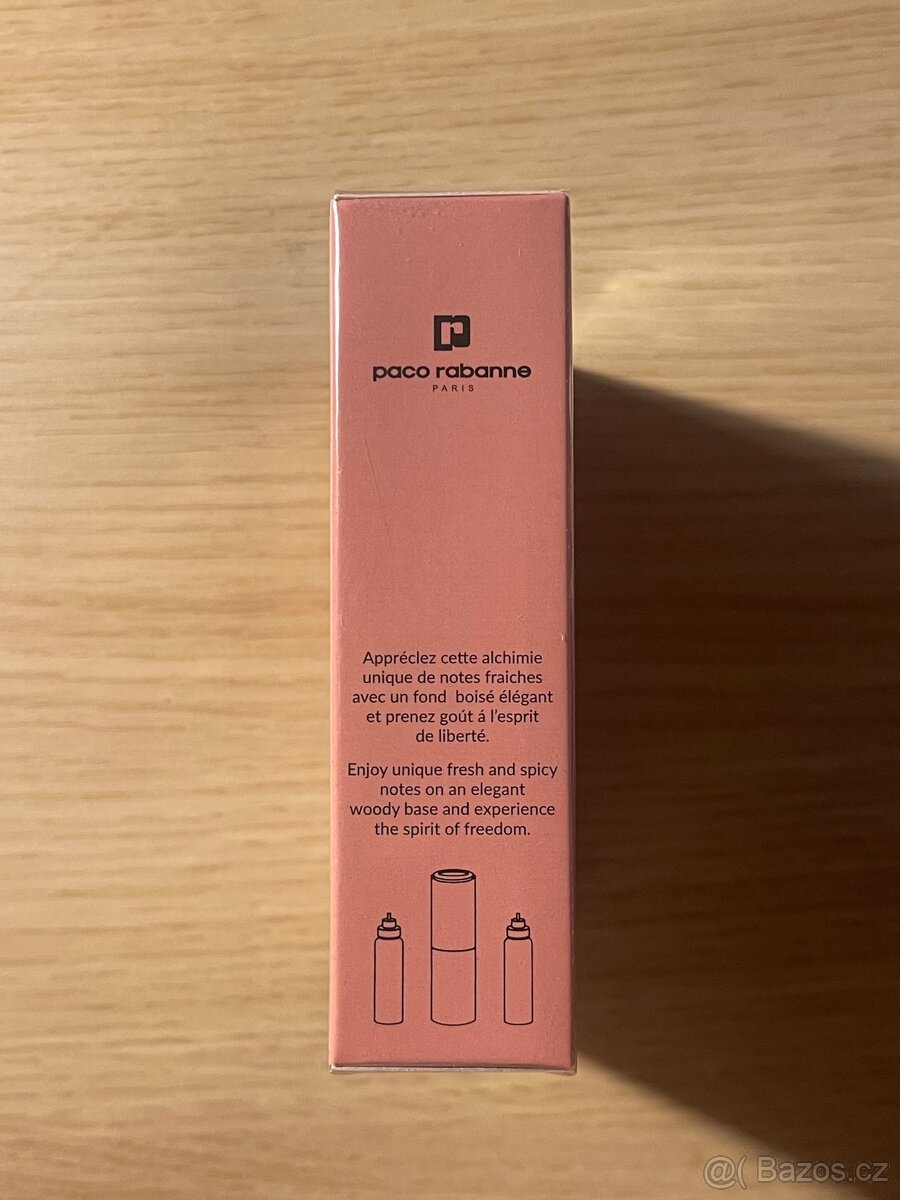 paco rabanne
PARIS
Appréclez cette alchimie
unique de notes fraiches
avec un fond boisé élégant
et prenez goút á l'esprit
de liberté.
Enjoy unique fresh and spicy
notes on an elegant
woody base and experience
the spirit of freedom.
@( Bazos.cz